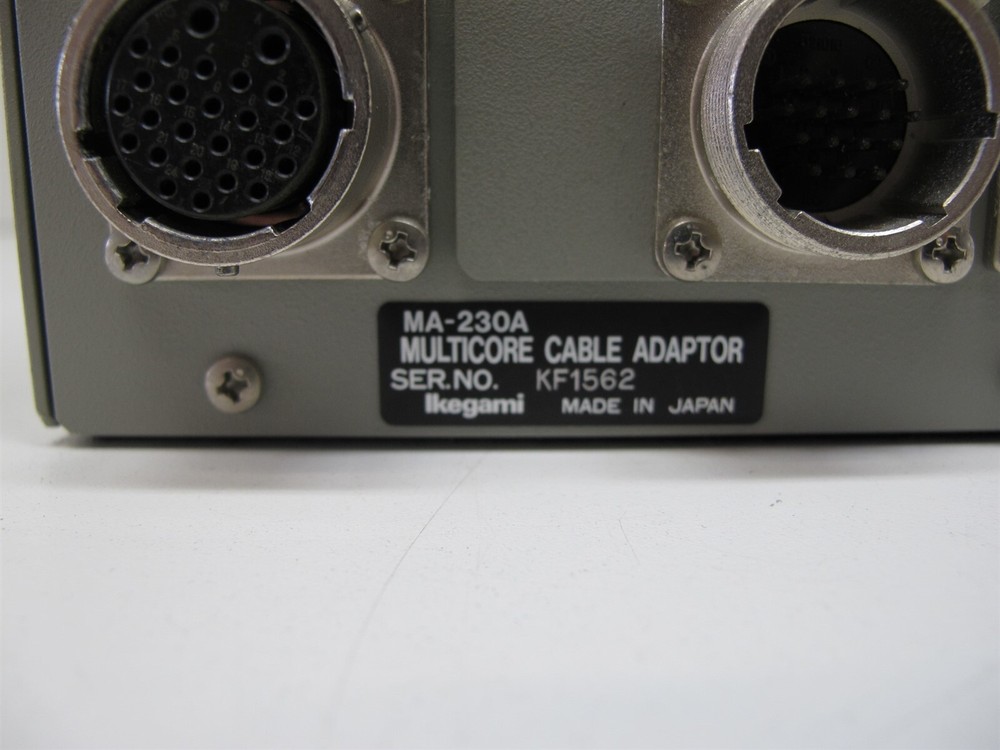 MA-230A
MULTICORE CABLE ADAPTOR
SER.NO. KF1562
Ikegami MADE IN JAPAN